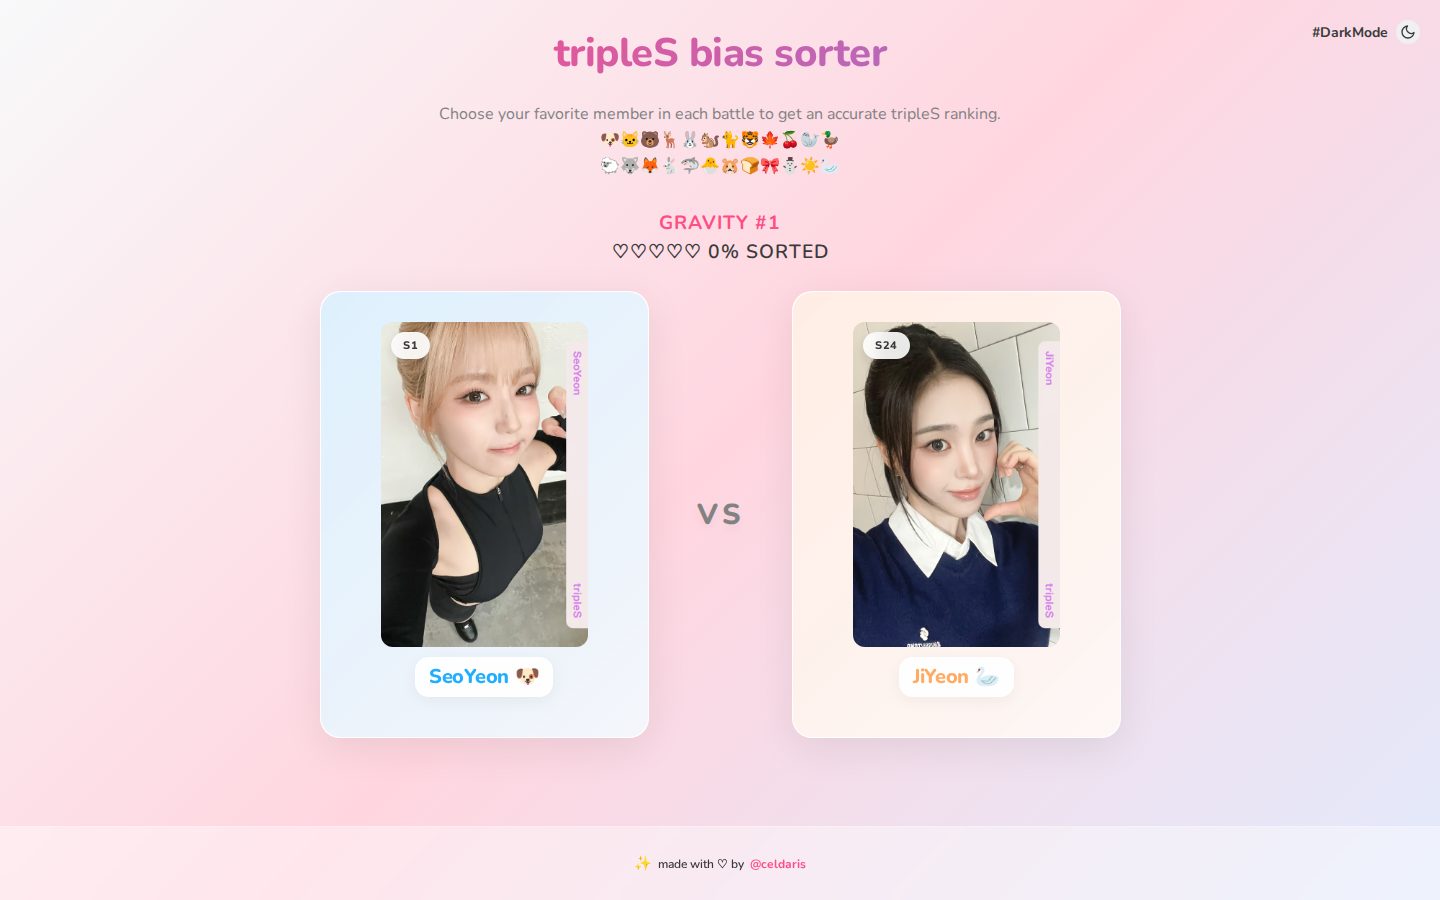 #DarkMode
tripleS bias sorter
Choose your favorite member in each battle to get an accurate tripleS ranking.
🐶🐱🐻🦌🐰🐿️🐈🐯🍁🍒🦭🦆
🐑🐺🦊🐇🦈🐣🐹🍞🎀⛄☀️🦢
GRAVITY #1
♡♡♡♡♡ 0% SORTED
S1
SeoYeon
tripleS
SeoYeon 🐶
VS
S24
JiYeon
tripleS
JiYeon 🦢
✨ made with ♡ by @celdaris